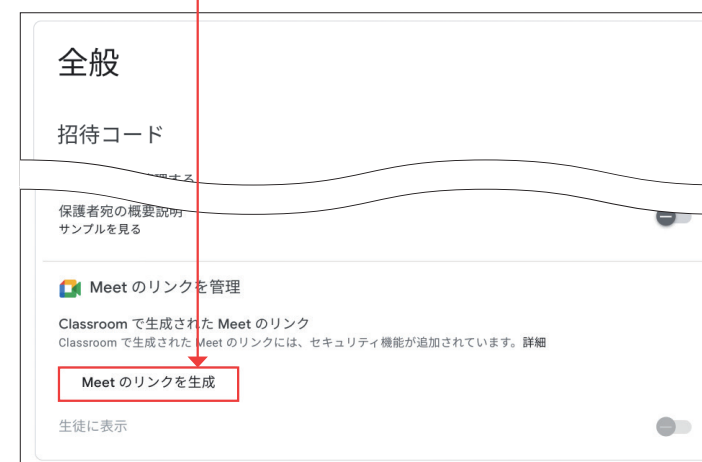 全般
招待コード
保護者宛の概要説明
サンプルを見る
Meet のリンクを管理
Classroom で生成された Meet のリンク
Classroom で生成された Meet のリンクには、セキュリティ機能が追加されています。詳細
Meet のリンクを生成
生徒に表示